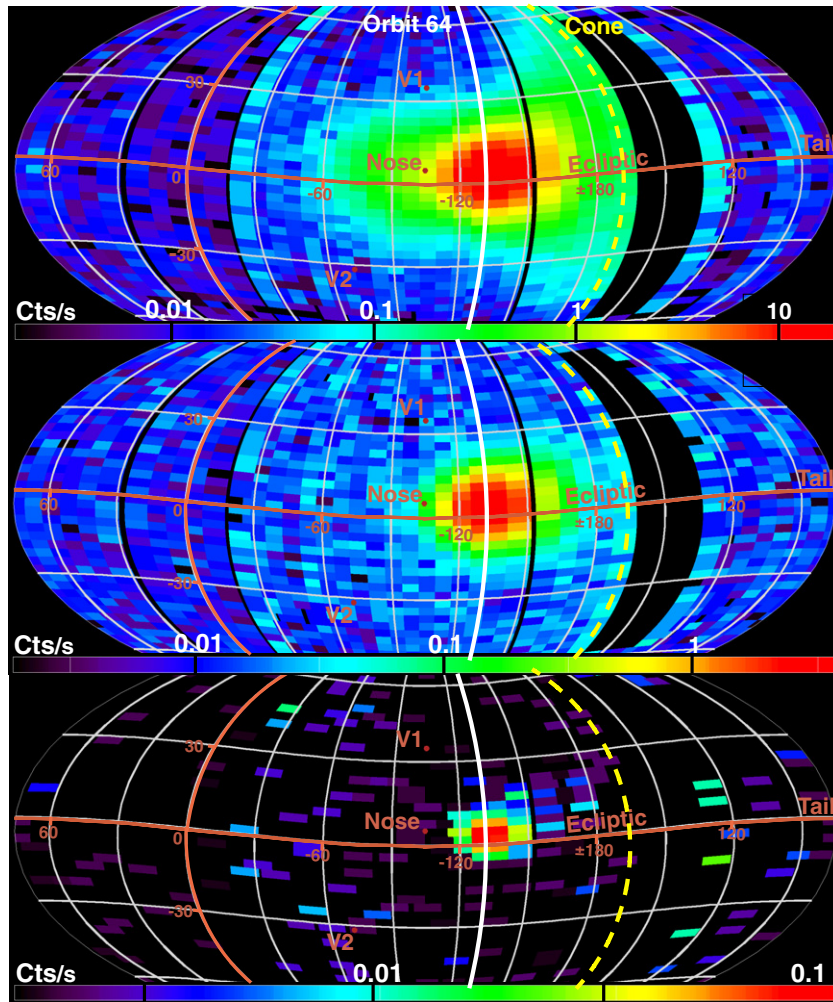 Orbit 64 Cone
V1
30
Nose Ecliptic Tail
60 0 -60 -120 ±180 120
-30
V2
Cts/s 0.01 0.1 1 10
V1
30
Nose Ecliptic Tail
60 0 -60 -120 ±180 120
-30
V2
Cts/s 0.01 0.1 1
V1
30
Nose Ecliptic Tail
60 0 -60 -120 ±180 120
-30
V2
Cts/s 0.01 0.1